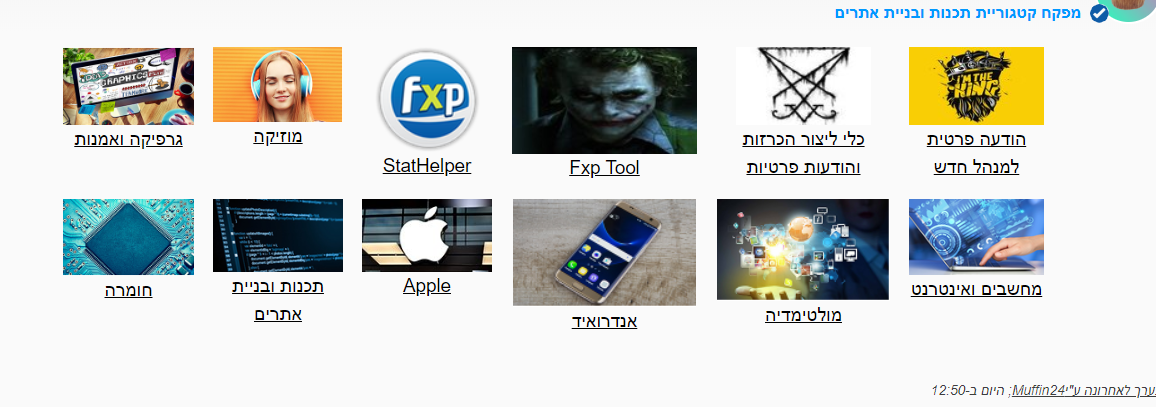 מפקח קטגוריית תכנות ובניית אתרים
I'M THE
KING
הודעה פרטית
למנהל חדש
כלי ליצור הכרזות
והודעות פרטיות
Fxp Tool
fxp
StatHelper
מוזיקה
GRAPHICS
גרפיקה ואמנות
מחשבים ואינטרנט
מולטימדיה
אנדרואיד
Apple
תכנות ובניית
אתרים
חומרה
נערך לאחרונה ע"י Muffin24; היום ב-12:50